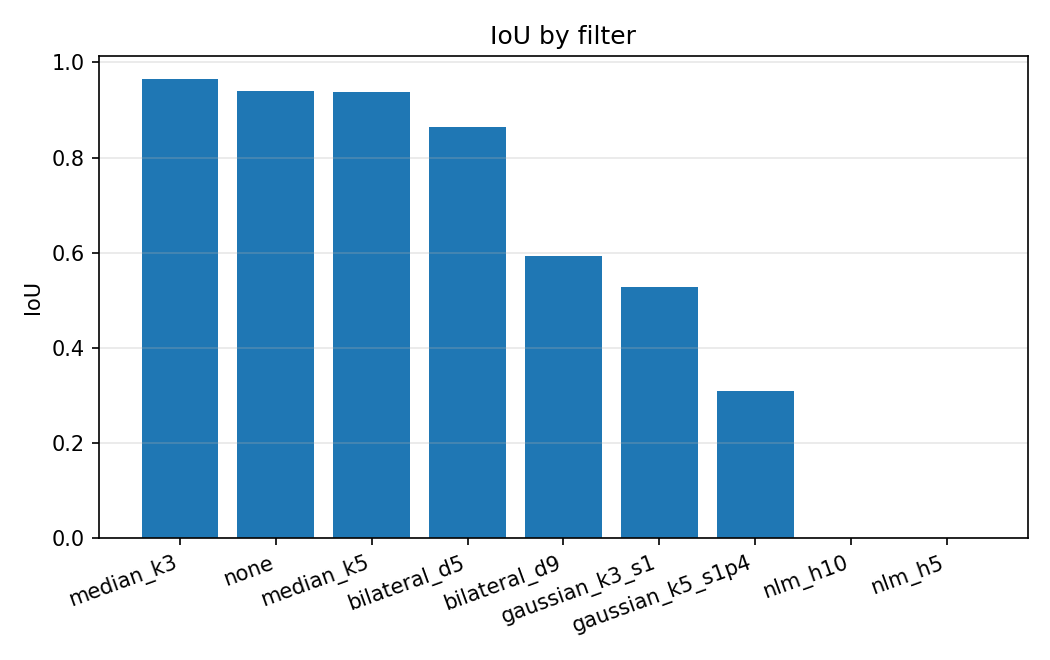 IoU by filter
1.0
0.8
0.6
0.4
0.2
0.0
IoU
median_k3
none
median_k5
bilateral_d5
bilateral_d9
gaussian_k3_s1
gaussian_k5_s1p4
nlm_h10
nlm_h5